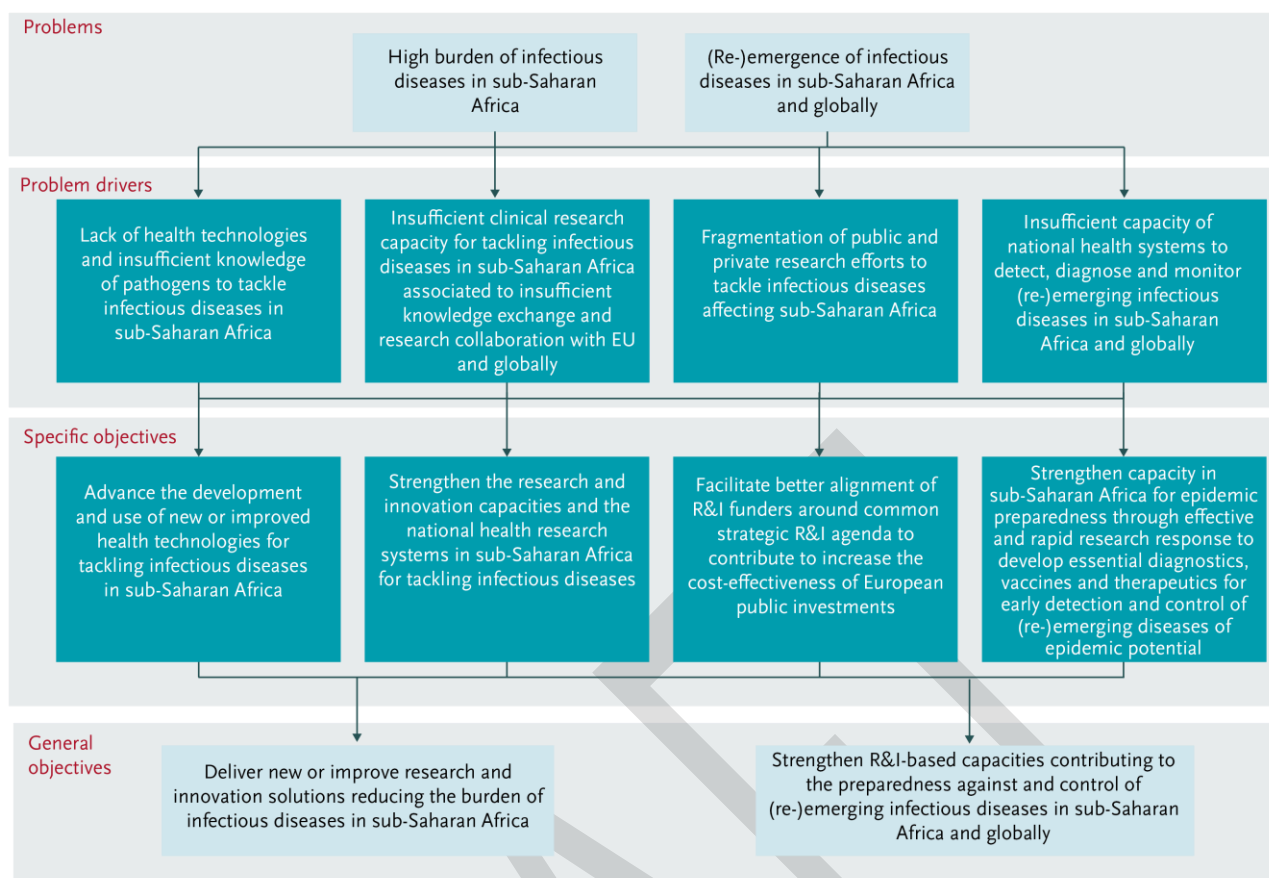 Problems
High burden of infectious
diseases in sub-Saharan
Africa
(Re-)emergence of infectious
diseases in sub-Saharan Africa
and globally
Problem drivers
Lack of health technologies
and insufficient knowledge
of pathogens to tackle
infectious diseases in
sub-Saharan Africa
Insufficient clinical research
capacity for tackling infectious
diseases in sub-Saharan Africa
associated to insufficient
knowledge exchange and
research collaboration with EU
and globally
Fragmentation of public and
private research efforts to
tackle infectious diseases
affecting sub-Saharan Africa
Insufficient capacity of
national health systems to
detect, diagnose and monitor
(re-)emerging infectious
diseases in sub-Saharan
Africa and globally
Specific objectives
Advance the development
and use of new or improved
health technologies for
tackling infectious diseases
in sub-Saharan Africa
Strengthen the research and
innovation capacities and the
national health research
systems in sub-Saharan Africa
for tackling infectious diseases
Facilitate better alignment of
R&I funders around common
strategic R&I agenda to
contribute to increase the
cost-effectiveness of European
public investments
Strengthen capacity in
sub-Saharan Africa for epidemic
preparedness through effective
and rapid research response to
develop essential diagnostics,
vaccines and therapeutics for
early detection and control of
(re-)emerging diseases of
epidemic potential
General
objectives
Deliver new or improve research and
innovation solutions reducing the burden of
infectious diseases in sub-Saharan Africa
Strengthen R&I-based capacities contributing to
the preparedness against and control of
(re-)emerging infectious diseases in sub-Saharan
Africa and globally